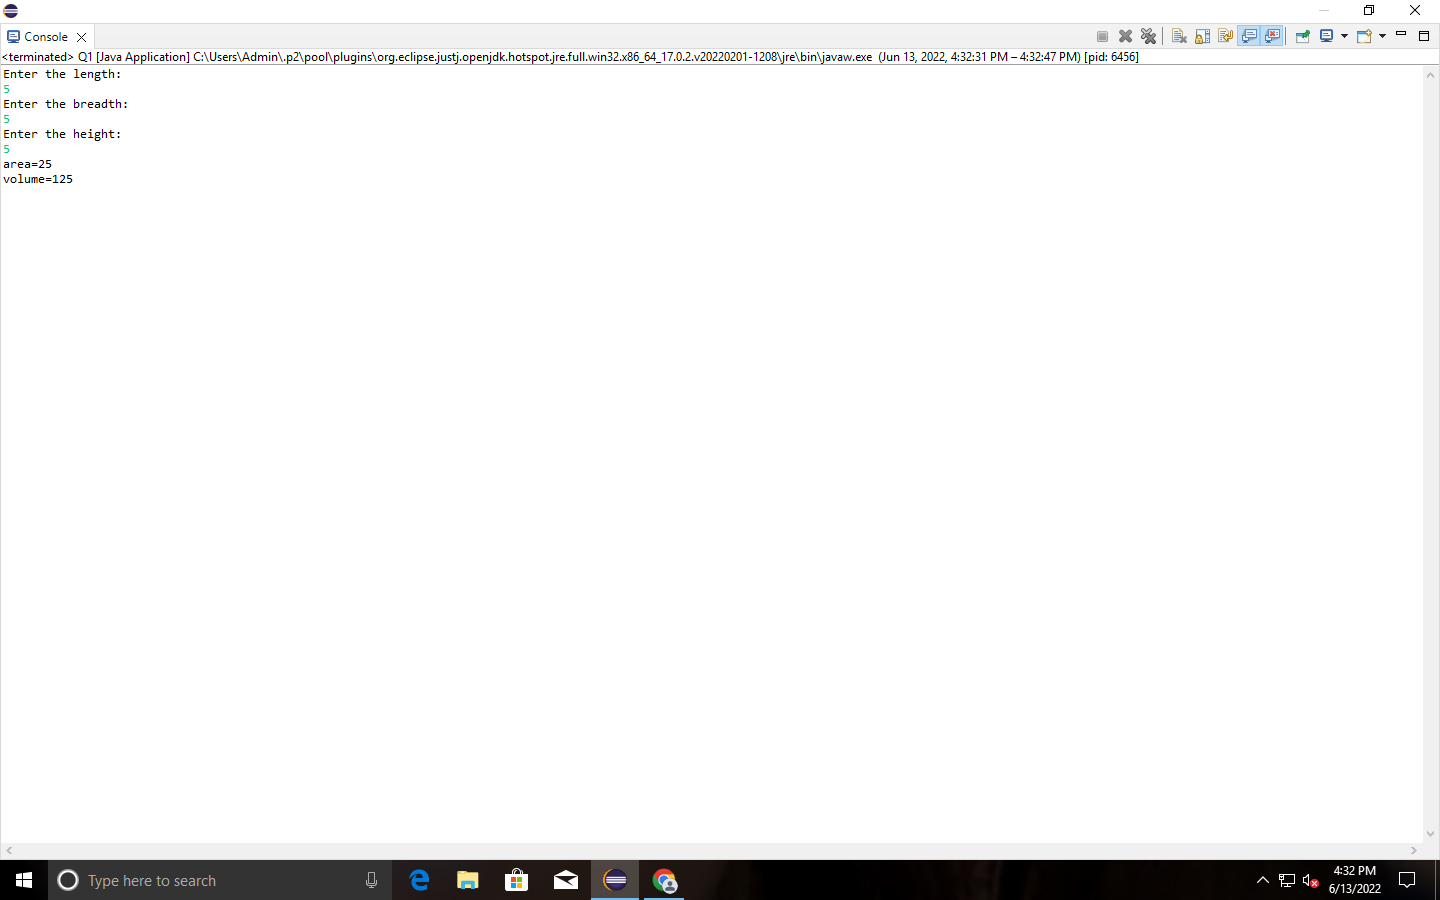 Console
<terminated> Q1 [Java Application] C:\Users\Admin\.p2\pool\plugins\org.eclipse.justj.openjdk.hotspot.jre.full.win32.x86_64_17.0.2.v20220201-1208\jre\bin\javaw.exe (Jun 13, 2022, 4:32:31 PM – 4:32:47 PM) [pid: 6456]
Enter the length:
5
Enter the breadth:
5
Enter the height:
5
area=25
volume=125
Type here to search
4:32 PM
6/13/2022